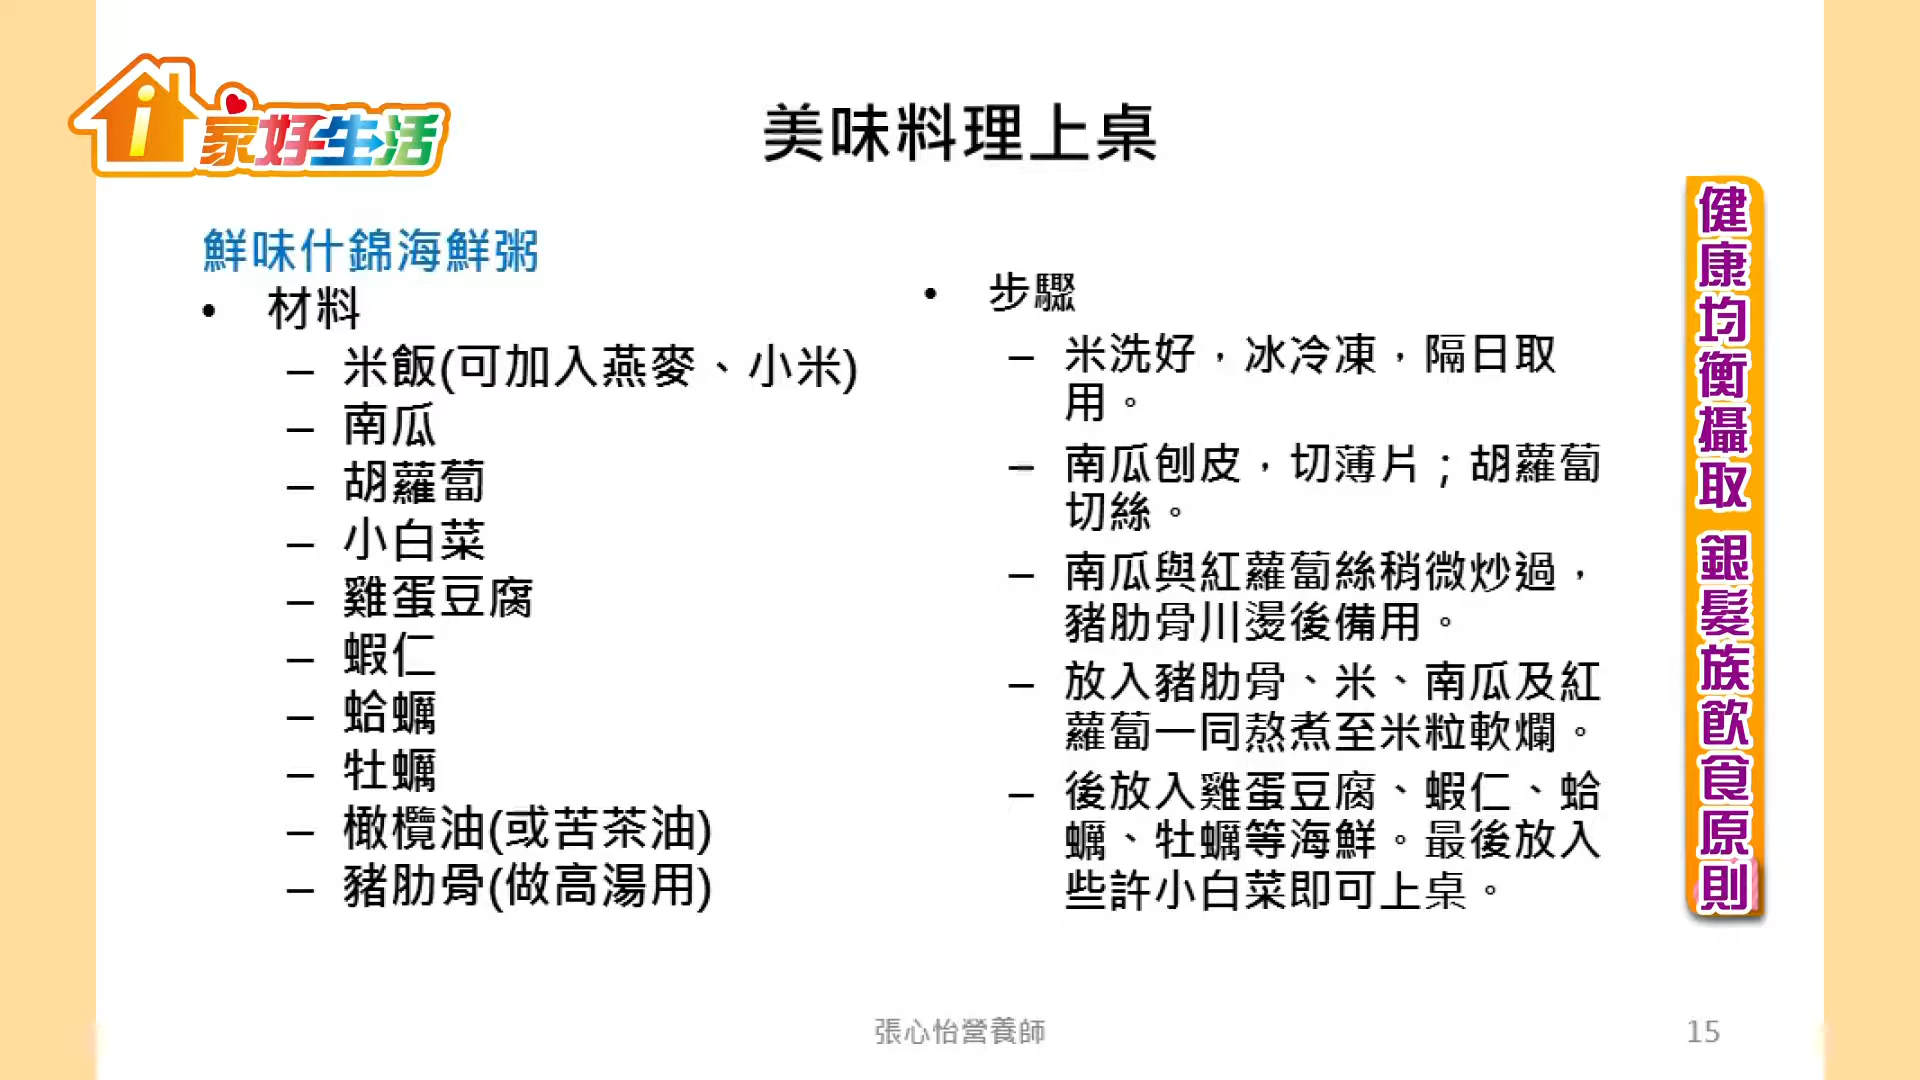 i家好生活
美味料理上桌
鮮味什錦海鮮粥
• 材料
– 米飯(可加入燕麥、小米)
– 南瓜
– 胡蘿蔔
– 小白菜
– 雞蛋豆腐
– 蝦仁
– 蛤蠣
– 牡蠣
– 橄欖油(或苦茶油)
– 豬肋骨(做高湯用)
• 步驟
– 米洗好，冰冷凍，隔日取
用。
– 南瓜刨皮，切薄片；胡蘿蔔
切絲。
– 南瓜與紅蘿蔔絲稍微炒過，
豬肋骨川燙後備用。
– 放入豬肋骨、米、南瓜及紅
蘿蔔一同熬煮至米粒軟爛。
– 後放入雞蛋豆腐、蝦仁、蛤
蠣、牡蠣等海鮮。最後放入
些許小白菜即可上桌。
健康均衡攝取 銀髮族飲食原則
張心怡營養師
15